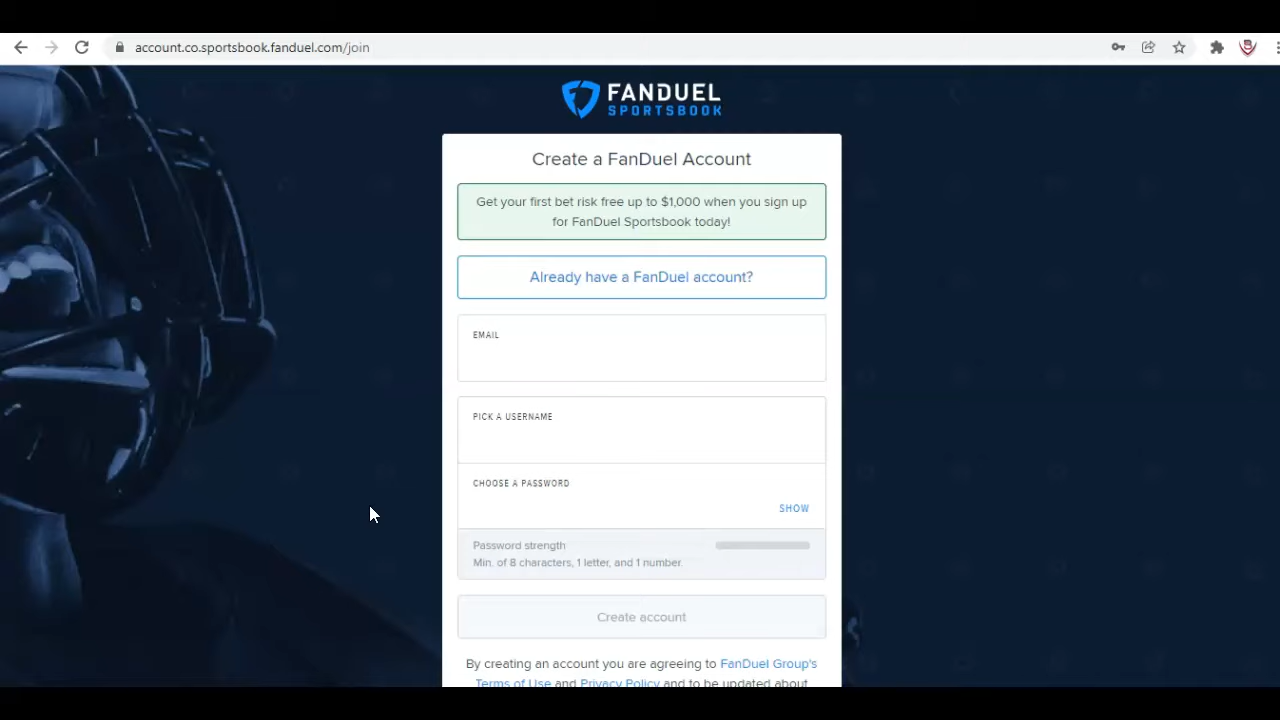 account.co.sportsbook.fanduel.com/join
FANDUEL
SPORTSBOOK
Create a FanDuel Account
Get your first bet risk free up to $1,000 when you sign up
for FanDuel Sportsbook today!
Already have a FanDuel account?
EMAIL
PICK A USERNAME
CHOOSE A PASSWORD
SHOW
Password strength
Min. of 8 characters, 1 letter, and 1 number.
Create account
By creating an account you are agreeing to FanDuel Group's
Terms of Use and Privacy Policy and to be updated about